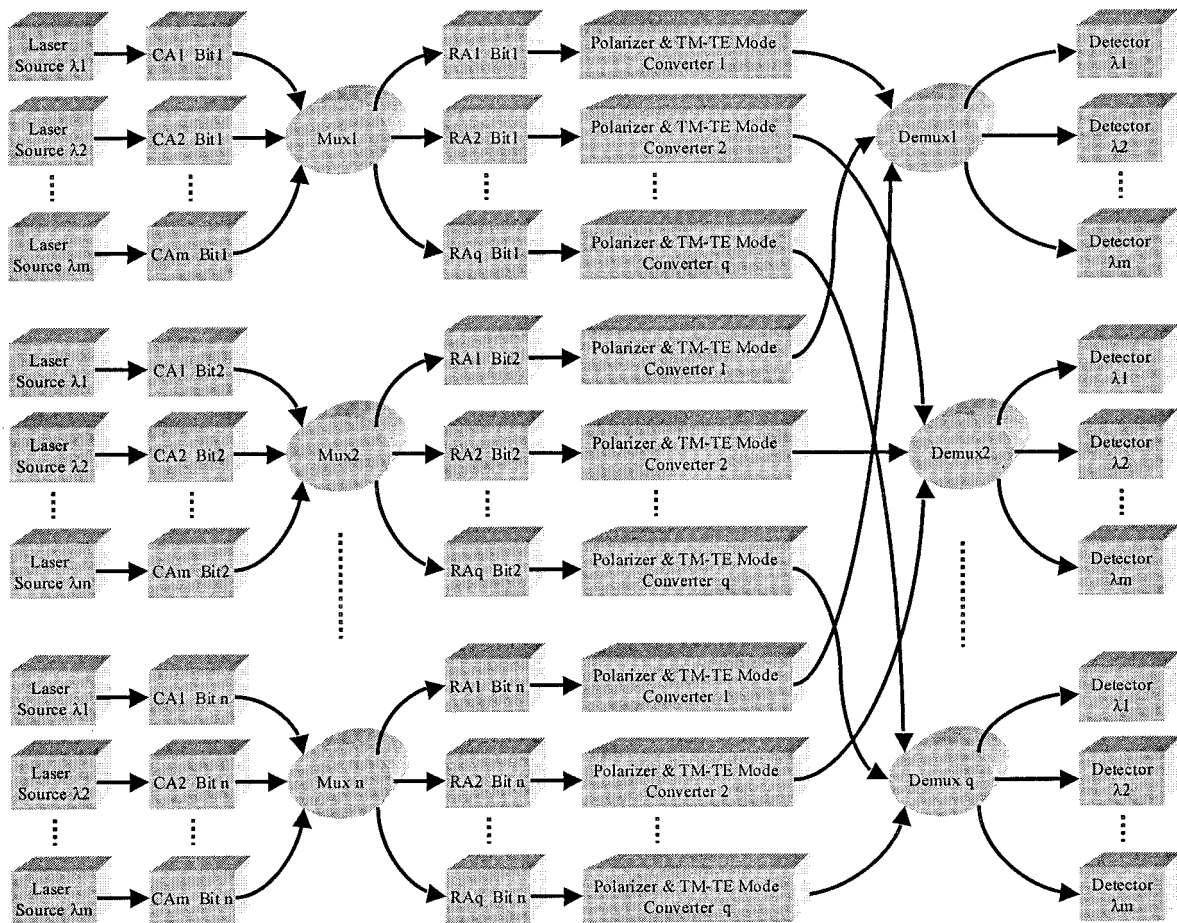 Laser
Source λ1
CA1 Bit1
RA1 Bit1
Polarizer & TM-TE Mode
Converter 1
Detector
λ1
Laser
Source λ2
CA2 Bit1
Mux1
RA2 Bit1
Polarizer & TM-TE Mode
Converter 2
Demux1
Detector
λ2
Laser
Source λm
CAm Bit1
RAq Bit1
Polarizer & TM-TE Mode
Converter q
Detector
λm
Laser
Source λ1
CA1 Bit2
RA1 Bit2
Polarizer & TM-TE Mode
Converter 1
Detector
λ1
Laser
Source λ2
CA2 Bit2
Mux2
RA2 Bit2
Polarizer & TM-TE Mode
Converter 2
Demux2
Detector
λ2
Laser
Source λm
CAm Bit2
RAq Bit2
Polarizer & TM-TE Mode
Converter q
Detector
λm
Laser
Source λ1
CA1 Bit n
RA1 Bit n
Polarizer & TM-TE Mode
Converter 1
Detector
λ1
Laser
Source λ2
CA2 Bit n
Mux n
RA2 Bit n
Polarizer & TM-TE Mode
Converter 2
Demux q
Detector
λ2
Laser
Source λm
CAm Bit n
RAq Bit n
Polarizer & TM-TE Mode
Converter q
Detector
λm